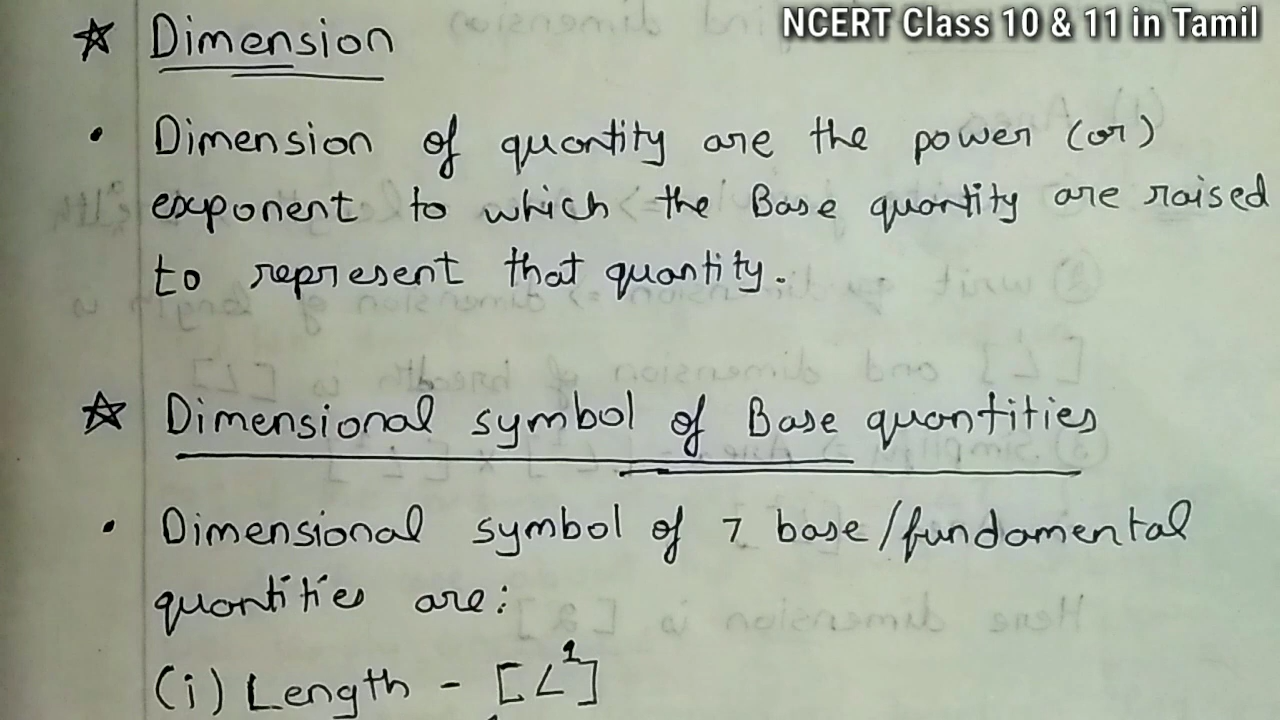 NCERT Class 10 & 11 in Tamil
☆ Dimension
• Dimension of quantity are the power (or)
exponent to which the Base quantity are raised
to represent that quantity.
☆ Dimensional symbol of Base quantities
• Dimensional symbol of 7 base/fundamental
quantities are:
(i) Length - [L¹]